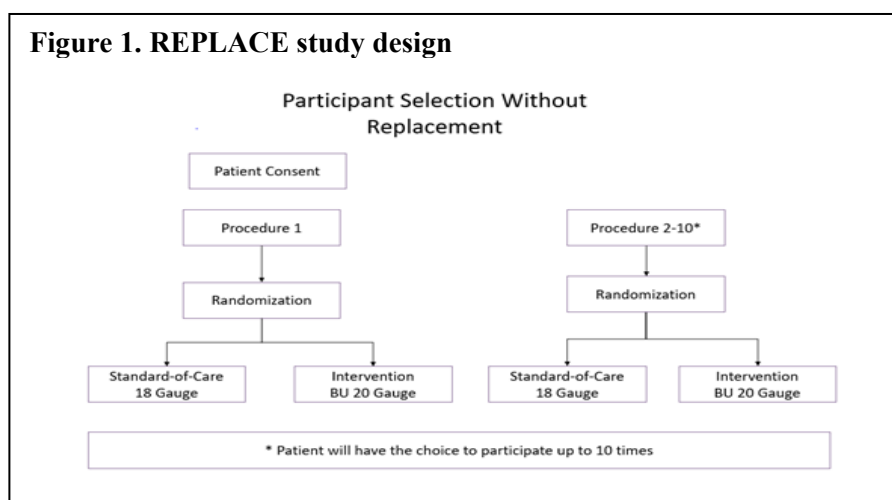 Figure 1. REPLACE study design
Participant Selection Without
Replacement
Patient Consent
Procedure 1
Procedure 2-10*
Randomization
Randomization
Standard-of-Care
18 Gauge
Intervention
BU 20 Gauge
Standard-of-Care
18 Gauge
Intervention
BU 20 Gauge
* Patient will have the choice to participate up to 10 times